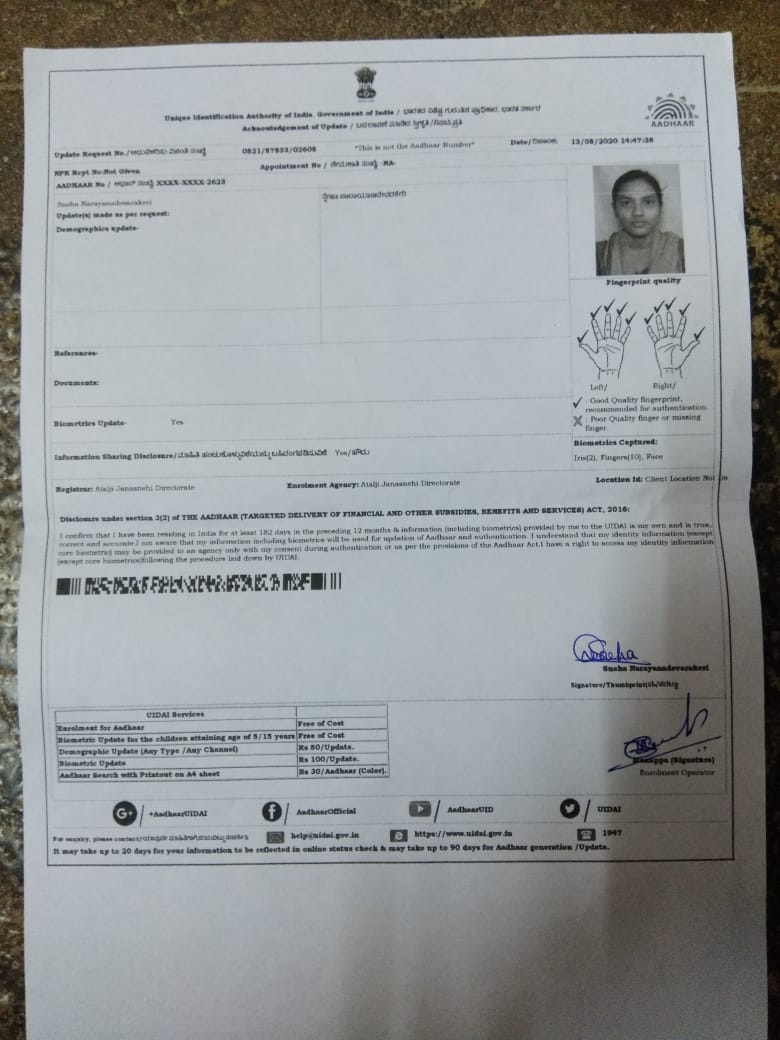 Unique Identification Authority of India, Government of India / ಭಾರತದ ವಿಶಿಷ್ಟ ಗುರುತಿನ ಪ್ರಾಧಿಕಾರ, ಭಾರತ ಸರ್ಕಾರ
AADHAAR
Acknowledgement of Update /
Update Request No./ 0821/87833/02608 "This is not the Aadhaar Number" Date/ದಿನಾಂಕ 13/08/2020 14:47:35
NPR Rcpt No:Not Given Appointment No / -NA-
AADHAAR No / ಆಧಾರ್ ಸಂಖ್ಯೆ XXXX-XXXX-2623
Sneha Narayanadevarakeri ಸ್ನೇಹಾ ನಾರಾಯಣದೇವರಕೇರಿ
Update(s) made as per request:
Demographics update-
Fingerprint quality
References-
Documents:
Left/ Right/
: Good Quality fingerprint,
recommended for authentication.
: Poor Quality finger or missing
finger.
Biometrics Update- Yes
Biometrics Captured:
Iris(2), Fingers(10), Face
Information Sharing Disclosure/ Yes/ಹೌದು
Registrar: Atalji Janasnehi Directorate Enrolment Agency: Atalji Janasnehi Directorate Location Id: Client Location Not De
Disclosure under section 3(2) of THE AADHAAR (TARGETED DELIVERY OF FINANCIAL AND OTHER SUBSIDIES, BENEFITS AND SERVICES) ACT, 2016:
I confirm that I have been residing in India for at least 182 days in the preceding 12 months & information (including biometrics) provided by me to the UIDAI is my own and is true,
correct and accurate.I am aware that my information including biometrics will be used for updation of Aadhaar and authentication. I understand that my identity information (except
core biometric) may be provided to an agency only with my consent during authentication or as per the provisions of the Aadhaar Act.I have a right to access my identity information
(except core biometrics)following the procedure laid down by UIDAI.
Sneha
Sneha Narayanadevarakeri
Signature/Thumbprint/
UIDAI Services
Enrolment for Aadhaar Free of Cost
Biometric Update for the children attaining age of 5/15 years Free of Cost
Demographic Update (Any Type /Any Channel) Rs 50/Update.
Biometric Update Rs 100/Update.
Aadhaar Search with Printout on A4 sheet Rs 30/Aadhaar (Color).
(Signature)
Enrolment Operator
G+ / +AadhaarUIDAI f / AadhaarOfficial / AadhaarUID / UIDAI
For enquiry, please contact/ help@uidai.gov.in https://www.uidai.gov.in 1947
It may take up to 20 days for your information to be reflected in online status check & may take up to 90 days for Aadhaar generation /Update.